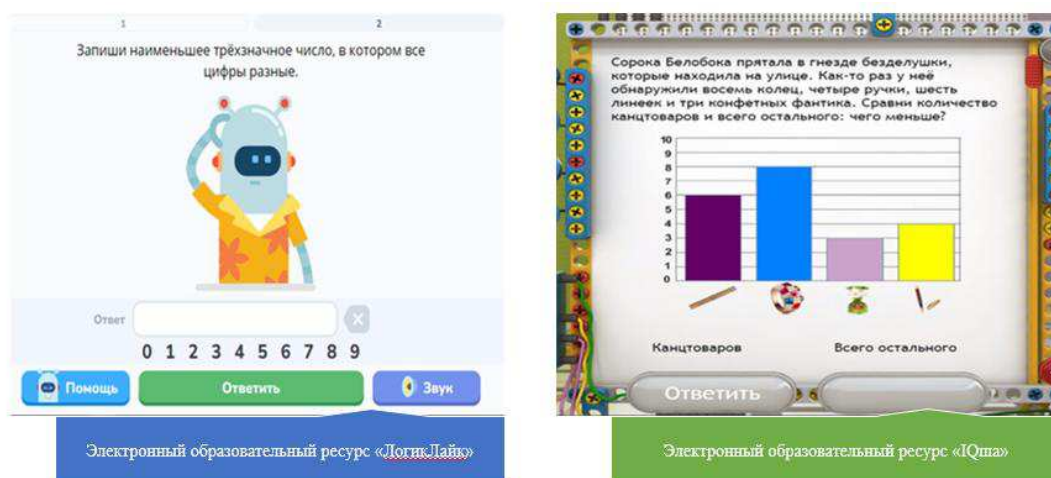 1
2
Запиши наименьшее трёхзначное число, в котором все
цифры разные.
Ответ
0 1 2 3 4 5 6 7 8 9
Помощь
Ответить
Звук
Электронный образовательный ресурс «ЛогикЛайк»
Сорока Белобока прятала в гнезде безделушки,
которые находила на улице. Как-то раз у неё
обнаружили восемь колец, четыре ручки, шесть
линеек и три конфетных фантика. Сравни количество
канцтоваров и всего остального: чего меньше?
10
9
8
7
6
5
4
3
2
1
0
Канцтоваров
Всего остального
Ответить
Электронный образовательный ресурс «IQша»